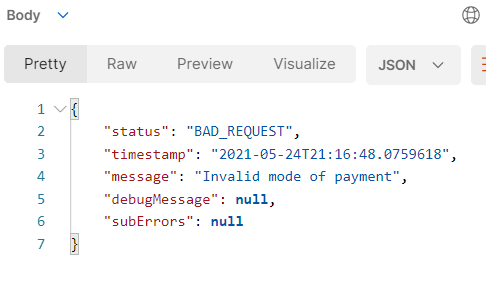 Body
Pretty Raw Preview Visualize JSON
1 {
2 "status": "BAD_REQUEST",
3 "timestamp": "2021-05-24T21:16:48.0759618",
4 "message": "Invalid mode of payment",
5 "debugMessage": null,
6 "subErrors": null
7 }